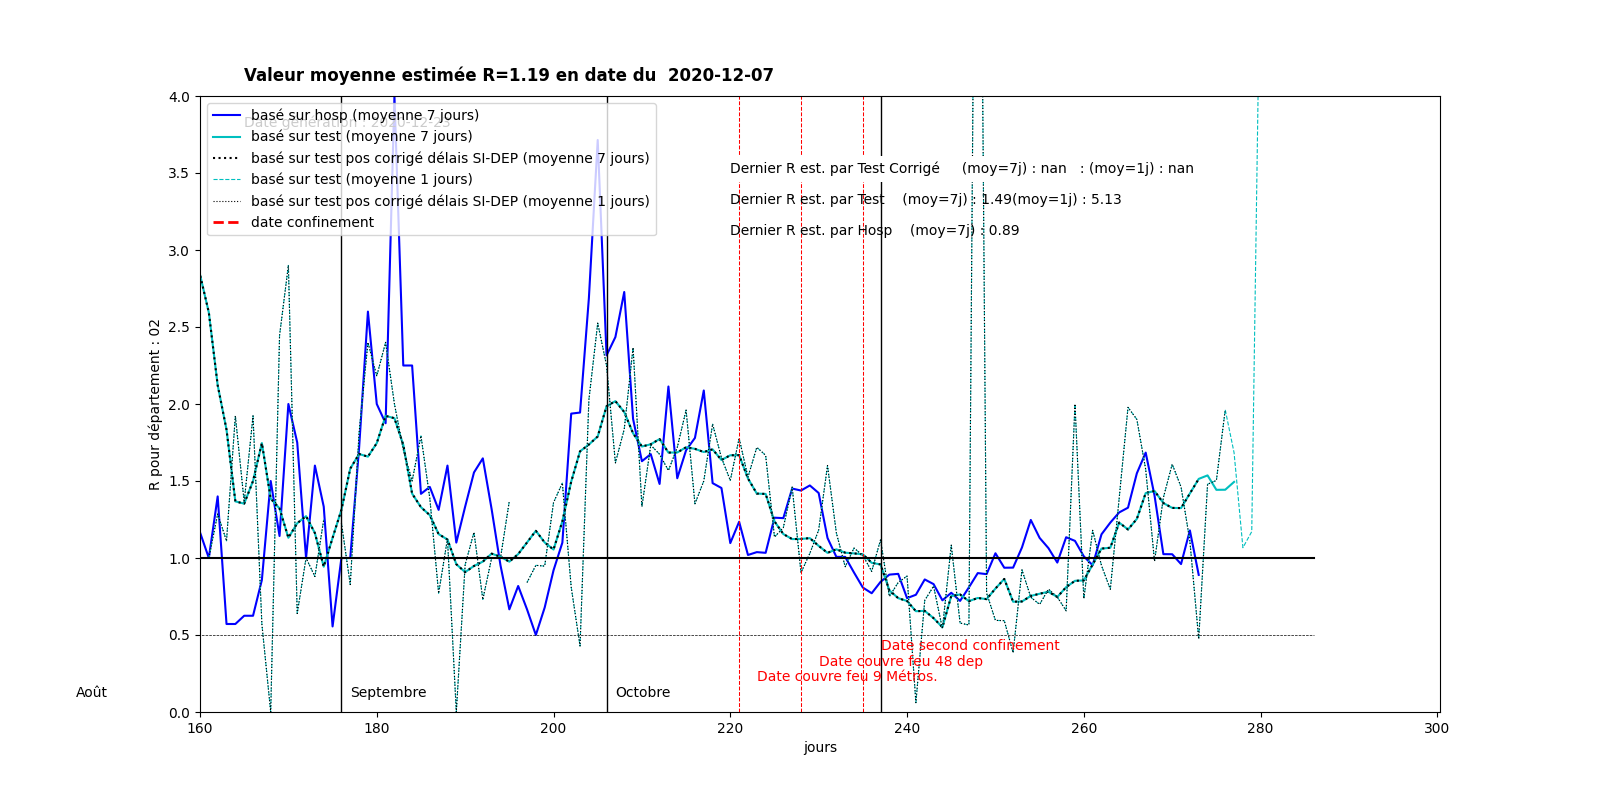 Valeur moyenne estimée R=1.19 en date du  2020-12-07
Date génération : 2020-12-23
basé sur hosp (moyenne 7 jours)
basé sur test (moyenne 7 jours)
basé sur test pos corrigé délais SI-DEP (moyenne 7 jours)
basé sur test (moyenne 1 jours)
basé sur test pos corrigé délais SI-DEP (moyenne 1 jours)
date confinement
Dernier R est. par Test Corrigé     (moy=7j) : nan   : (moy=1j) : nan
Dernier R est. par Test    (moy=7j) : 1.49(moy=1j) : 5.13
Dernier R est. par Hosp    (moy=7j) : 0.89
4.0
3.5
3.0
2.5
2.0
1.5
1.0
0.5
0.0
R pour département : 02
Date second confinement
Date couvre feu 48 dep
Date couvre feu 9 Métros.
Août
Septembre
Octobre
160 180 200 220 240 260 280 300
jours